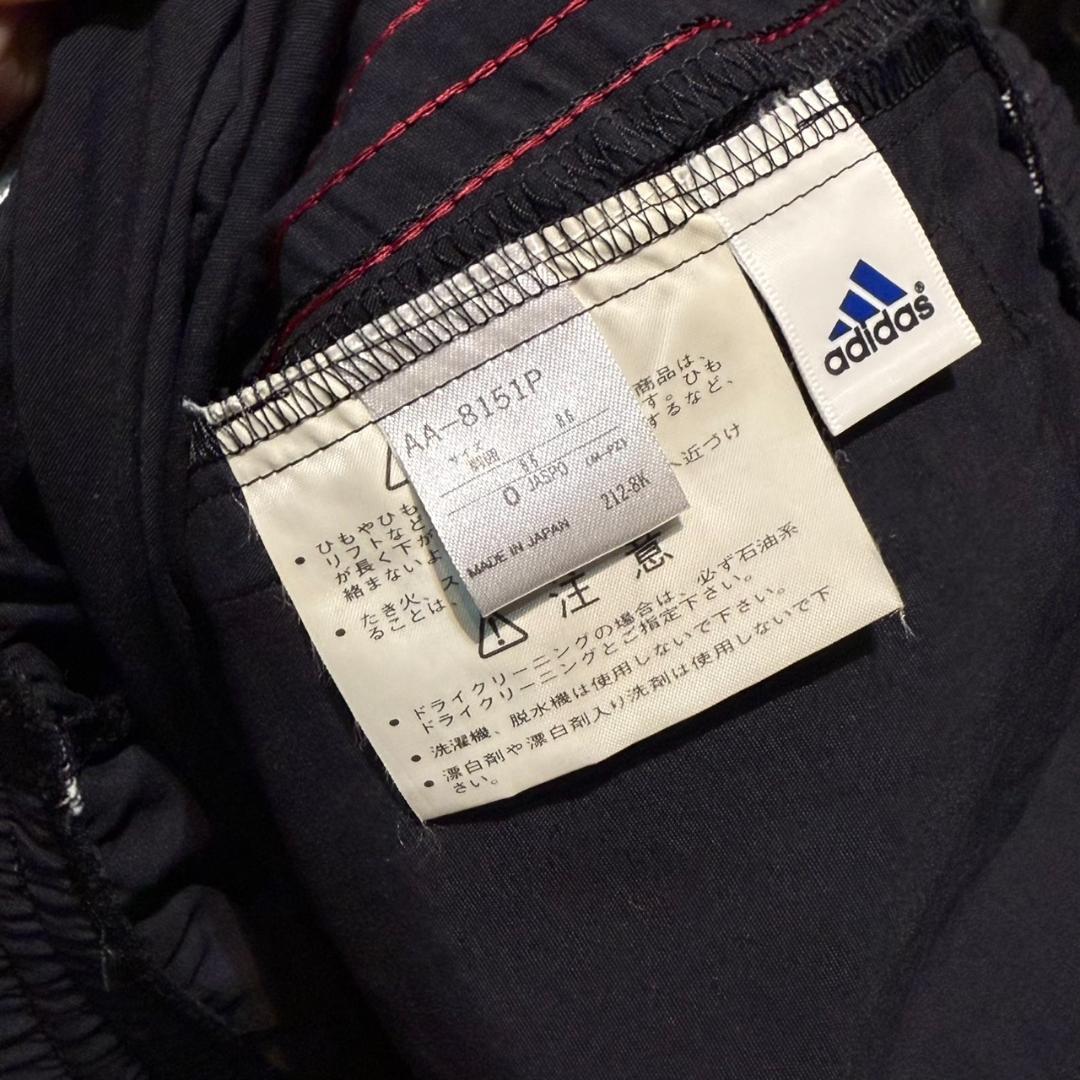 AA-8151P
サイズ
86
O JASPO (M-PZ)
MADE IN JAPAN 212-8K
商品は、
す。ひも
するなど、
へ近づけ
• ひもやひも
リフトなど
が長く下が
絡まないよ
• たき火、ス
ることは、
注意
• ドライクリーニングの場合は、必ず石油系
ドライクリーニングとご指定下さい。
• 洗濯機、脱水機は使用しないで下さい。
• 漂白剤や漂白剤入り洗剤は使用しないで下
さい。
adidas®